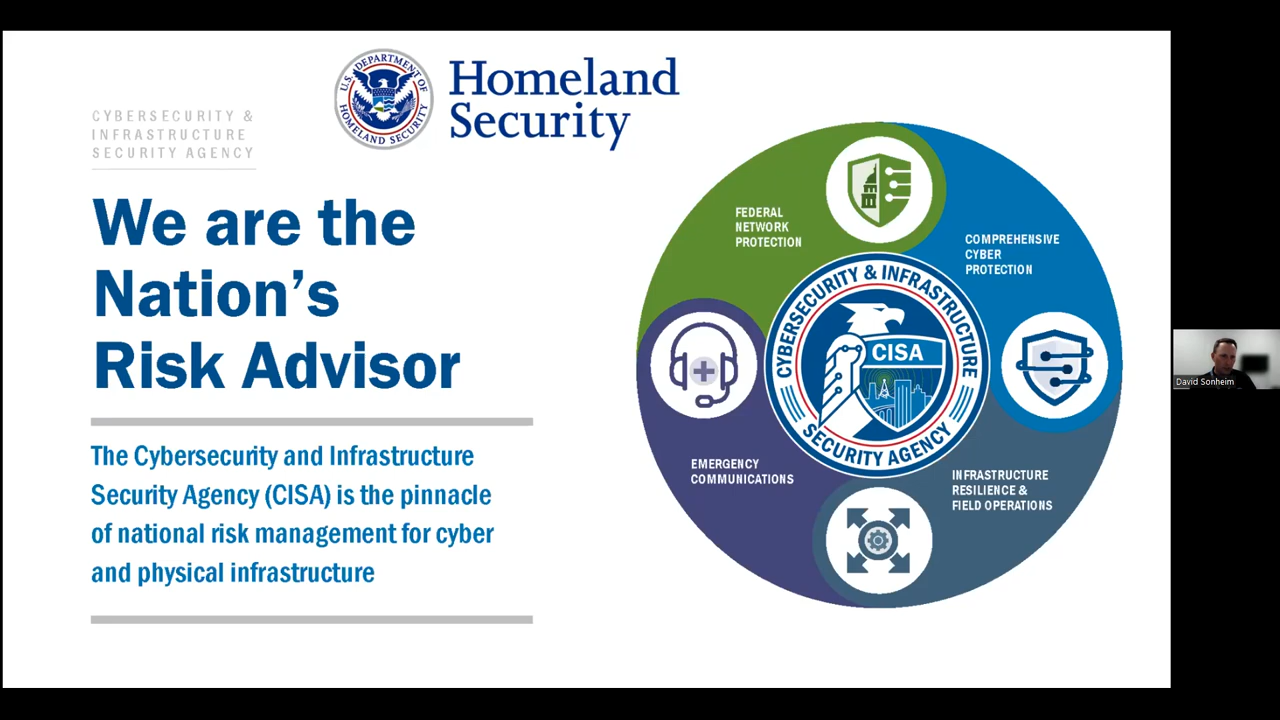 U.S. DEPARTMENT OF
HOMELAND SECURITY
Homeland
Security
CYBERSECURITY &
INFRASTRUCTURE
SECURITY AGENCY
We are the
Nation’s
Risk Advisor
The Cybersecurity and Infrastructure
Security Agency (CISA) is the pinnacle
of national risk management for cyber
and physical infrastructure
FEDERAL
NETWORK
PROTECTION
COMPREHENSIVE
CYBER
PROTECTION
CYBERSECURITY & INFRASTRUCTURE
CISA
SECURITY AGENCY
EMERGENCY
COMMUNICATIONS
INFRASTRUCTURE
RESILIENCE &
FIELD OPERATIONS
David Sonheim